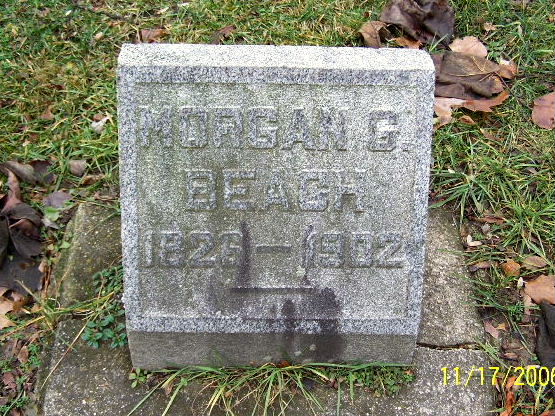 MORGAN G.
BEACH
1826 — 1902
11/17/2006